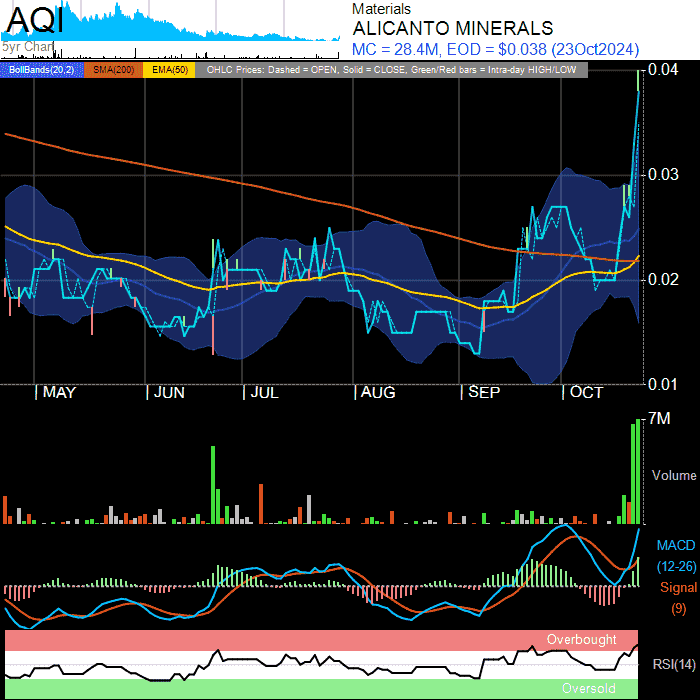 AQI
5yr Chart
Materials
ALICANTO MINERALS
MC = 28.4M, EOD = $0.038 (23Oct2024)
BollBands(20,2) SMA(200) EMA(50) OHLC Prices: Dashed = OPEN, Solid = CLOSE, Green/Red bars = Intra-day HIGH/LOW
0.04
0.03
0.02
0.01
MAY JUN JUL AUG SEP OCT
7M
Volume
MACD
(12-26)
Signal
(9)
Overbought
RSI(14)
Oversold